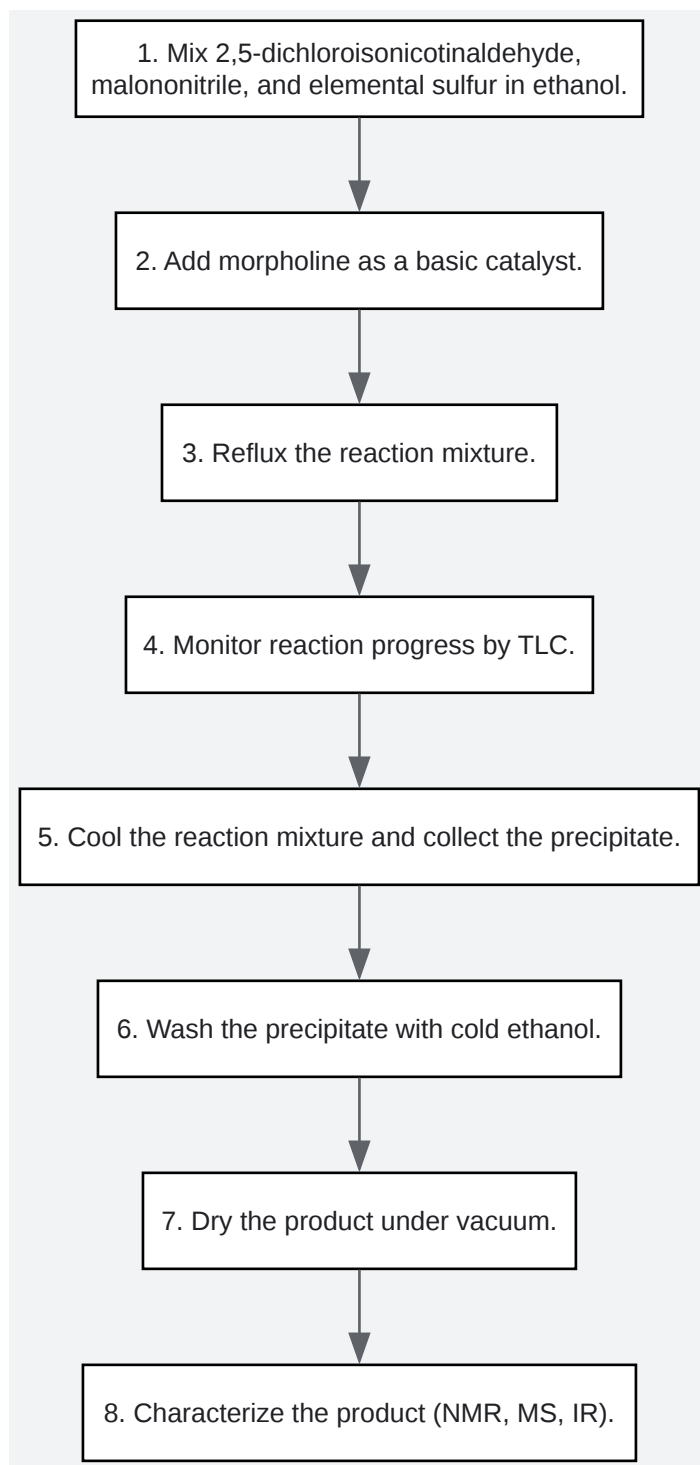 1. Mix 2,5-dichloroisonicotinaldehyde,
malononitrile, and elemental sulfur in ethanol.
2. Add morpholine as a basic catalyst.
3. Reflux the reaction mixture.
4. Monitor reaction progress by TLC.
5. Cool the reaction mixture and collect the precipitate.
6. Wash the precipitate with cold ethanol.
7. Dry the product under vacuum.
8. Characterize the product (NMR, MS, IR).